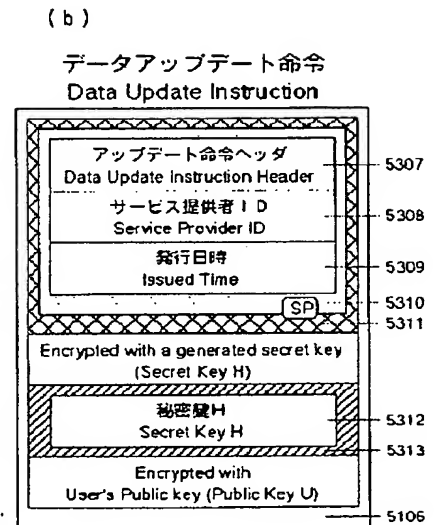 (b)
データアップデート命令
Data Update Instruction
アップデート命令ヘッダ
Data Update Instruction Header
5307
サービス提供者ID
Service Provider ID
5308
発行日時
Issued Time
5309
SP
5310
5311
Encrypted with a generated secret key
(Secret Key H)
秘密鍵H
Secret Key H
5312
5313
Encrypted with
User's Public key (Public Key U)
5106